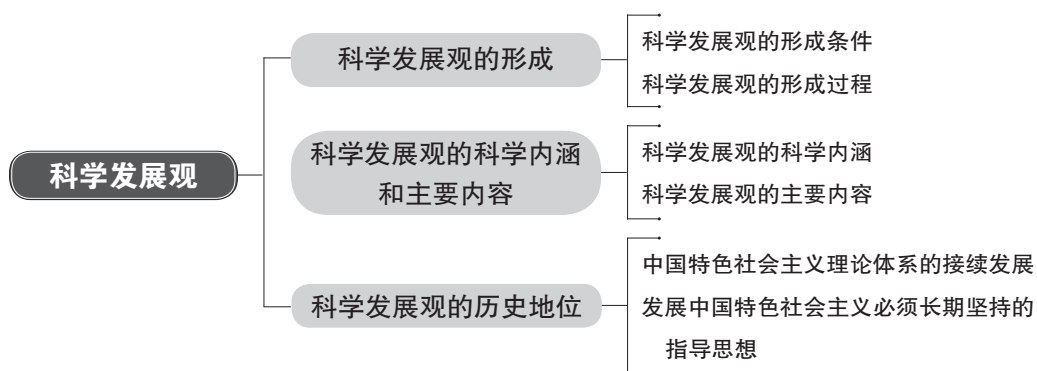 科学发展观
科学发展观的形成
科学发展观的形成条件
科学发展观的形成过程
科学发展观的科学内涵
和主要内容
科学发展观的科学内涵
科学发展观的主要内容
科学发展观的历史地位
中国特色社会主义理论体系的接续发展
发展中国特色社会主义必须长期坚持的
指导思想